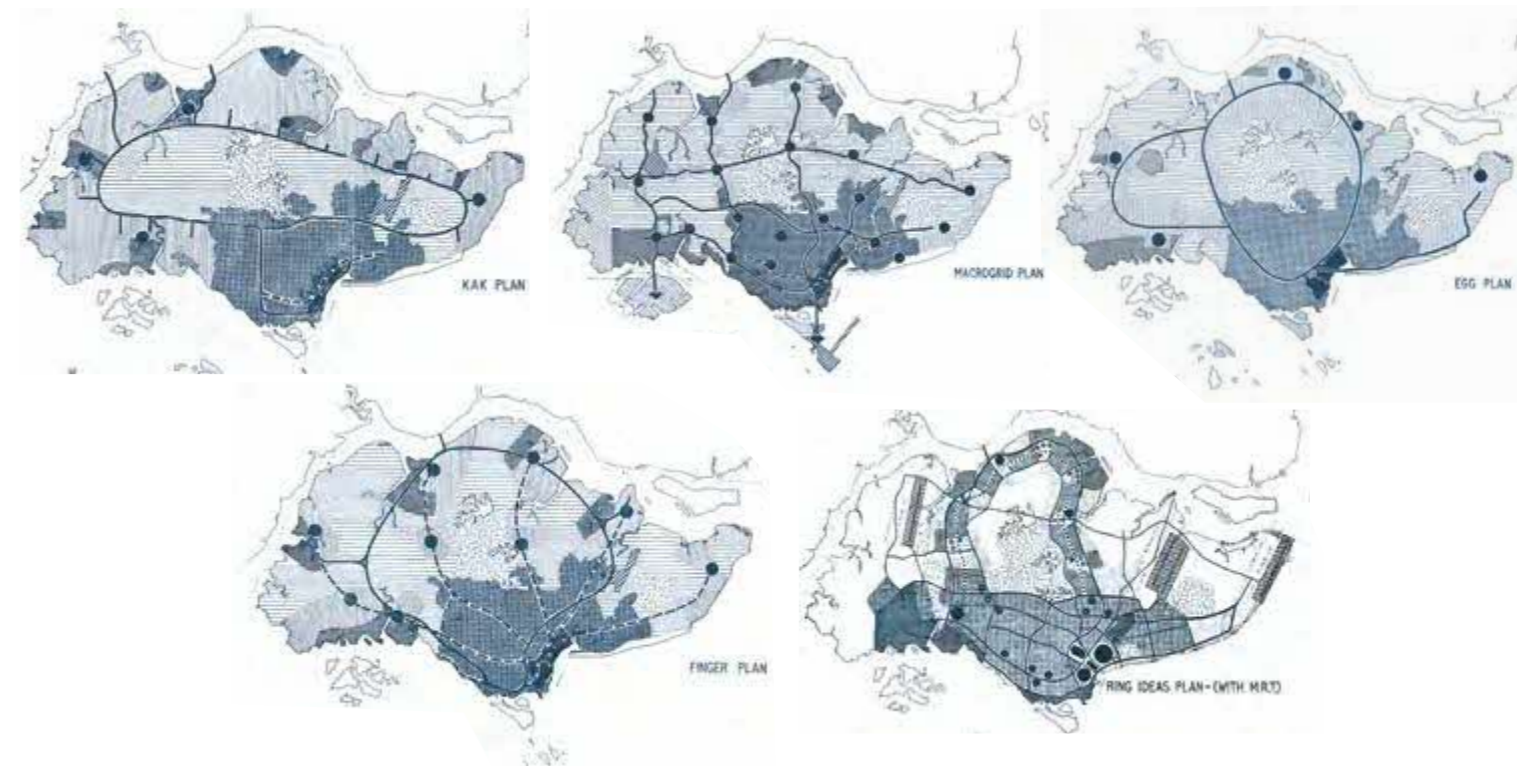 KAK PLAN
MACROGRID PLAN
EGG PLAN
FINGER PLAN
RING IDEAS PLAN-(WITH M.R.T)